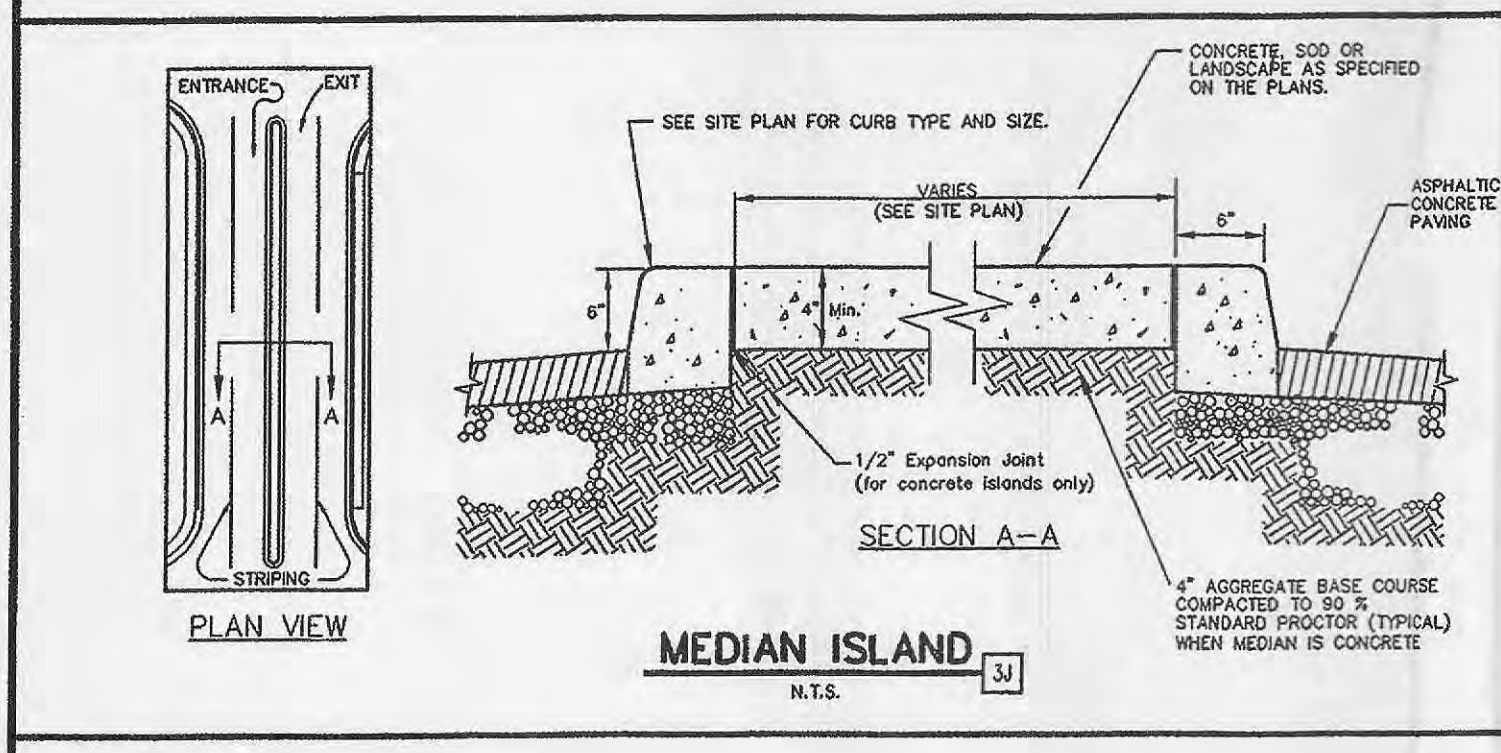 ENTRANCE
EXIT
A
A
STRIPING
PLAN VIEW
SEE SITE PLAN FOR CURB TYPE AND SIZE.
CONCRETE, SOD OR
LANDSCAPE AS SPECIFIED
ON THE PLANS.
VARIES
(SEE SITE PLAN)
6"
ASPHALTIC
CONCRETE
PAVING
6"
4" Min.
1/2" Expansion Joint
(for concrete islands only)
SECTION A-A
4" AGGREGATE BASE COURSE
COMPACTED TO 90 %
STANDARD PROCTOR (TYPICAL)
WHEN MEDIAN IS CONCRETE
MEDIAN ISLAND
3J
N.T.S.